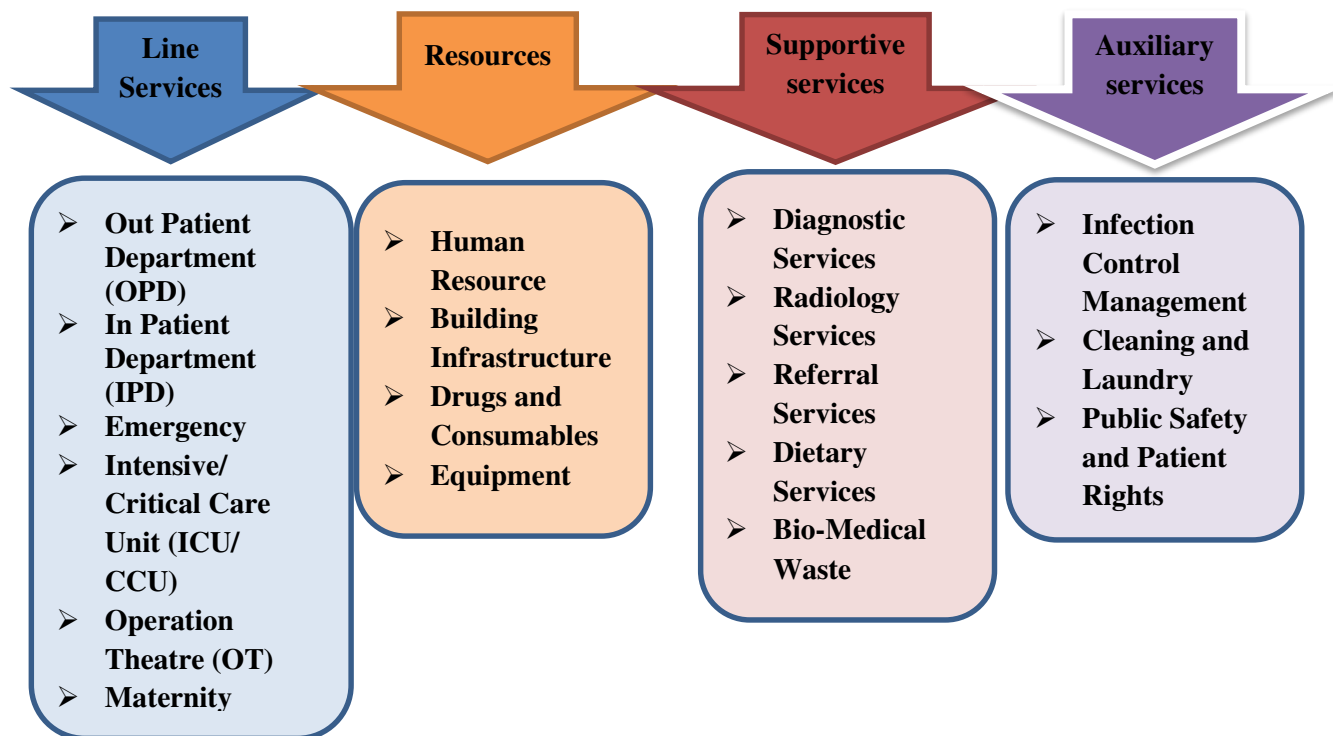 Line
Services
Resources
Supportive
services
Auxiliary
services
➢ Out Patient
Department
(OPD)
➢ In Patient
Department
(IPD)
➢ Emergency
➢ Intensive/
Critical Care
Unit (ICU/
CCU)
➢ Operation
Theatre (OT)
➢ Maternity
➢ Human
Resource
➢ Building
Infrastructure
➢ Drugs and
Consumables
➢ Equipment
➢ Diagnostic
Services
➢ Radiology
Services
➢ Referral
Services
➢ Dietary
Services
➢ Bio-Medical
Waste
➢ Infection
Control
Management
➢ Cleaning and
Laundry
➢ Public Safety
and Patient
Rights